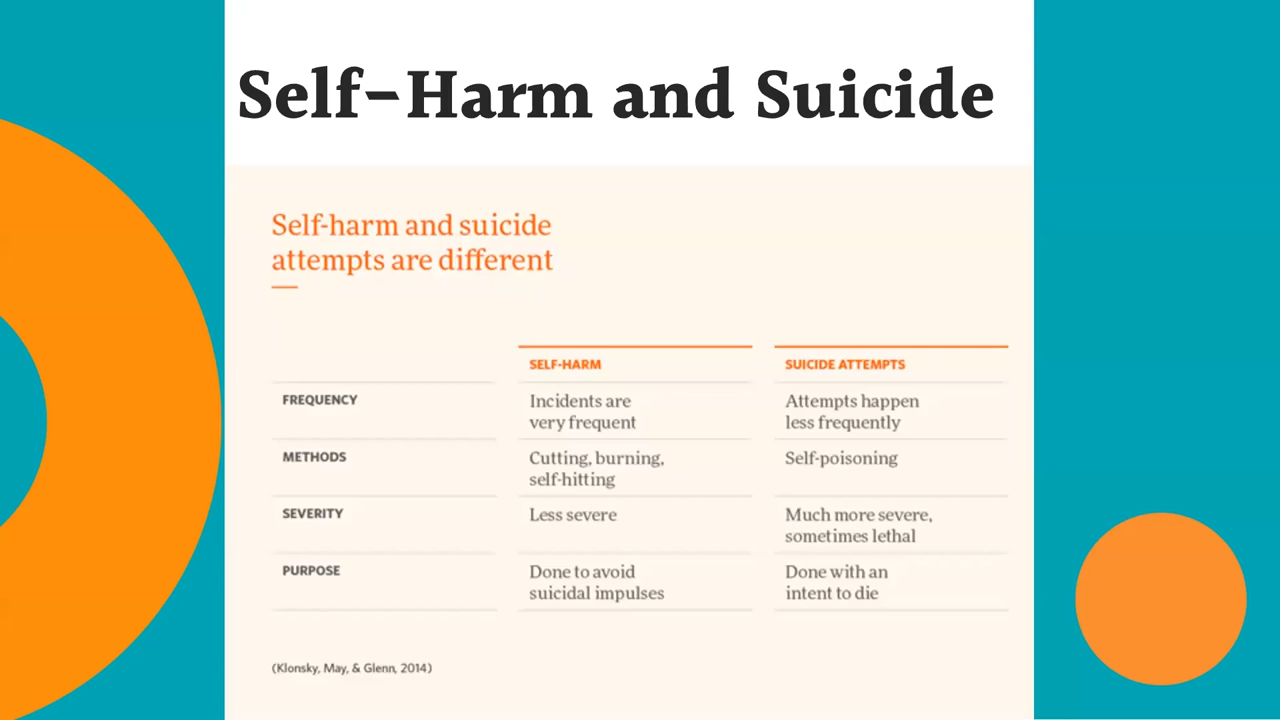 Self-Harm and Suicide
Self-harm and suicide
attempts are different
SELF-HARM
SUICIDE ATTEMPTS
FREQUENCY
Incidents are
very frequent
Attempts happen
less frequently
METHODS
Cutting, burning,
self-hitting
Self-poisoning
SEVERITY
Less severe
Much more severe,
sometimes lethal
PURPOSE
Done to avoid
suicidal impulses
Done with an
intent to die
(Klonsky, May, & Glenn, 2014)